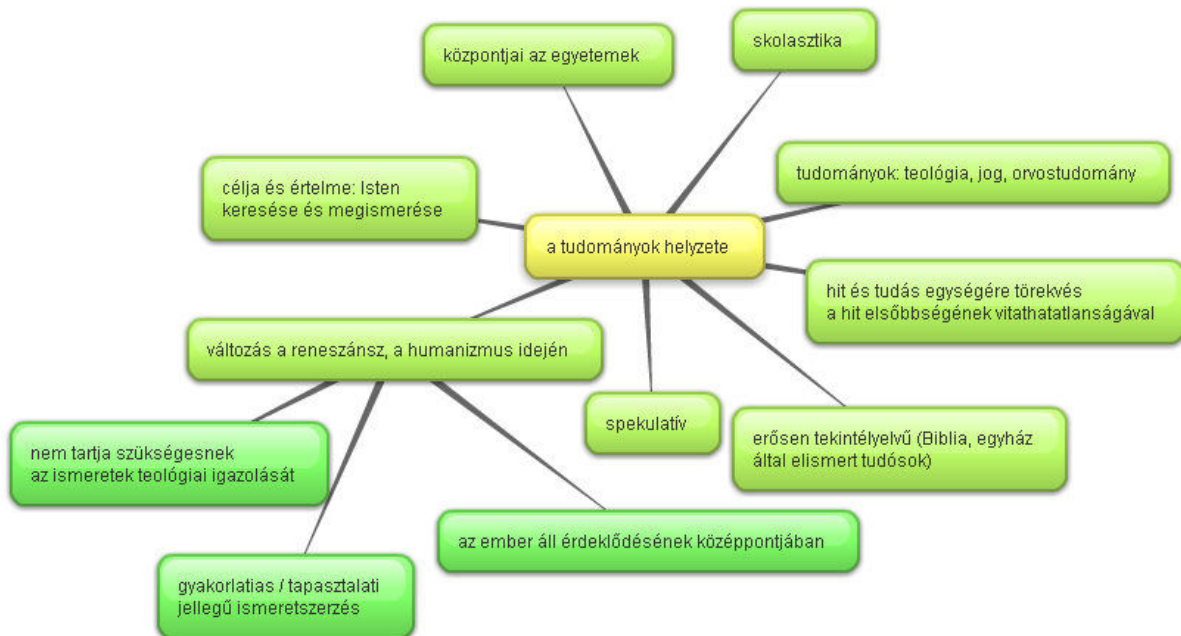 skolasztika
központjai az egyetemek
tudományok: teológia, jog, orvostudomány
célja és értelme: Isten
keresése és megismerése
a tudományok helyzete
hit és tudás egységére törekvés
a hit elsőbbségének vitathatatlanságával
változás a reneszánsz, a humanizmus idején
spekulatív
erősen tekintélyelvű (Biblia, egyház
által elismert tudósok)
nem tartja szükségesnek
az ismeretek teológiai igazolását
az ember áll érdeklődésének középpontjában
gyakorlatias / tapasztalati
jellegű ismeretszerzés